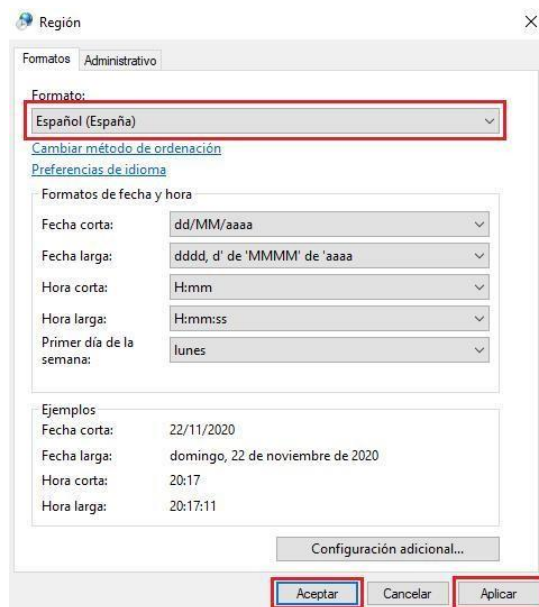 Región
Formatos Administrativo
Formato:
Español (España)
Cambiar método de ordenación
Preferencias de idioma
Formatos de fecha y hora
Fecha corta: dd/MM/aaaa
Fecha larga: dddd, d' de 'MMMM' de 'aaaa
Hora corta: H:mm
Hora larga: H:mm:ss
Primer día de la
semana: lunes
Ejemplos
Fecha corta: 22/11/2020
Fecha larga: domingo, 22 de noviembre de 2020
Hora corta: 20:17
Hora larga: 20:17:11
Configuración adicional...
Aceptar Cancelar Aplicar